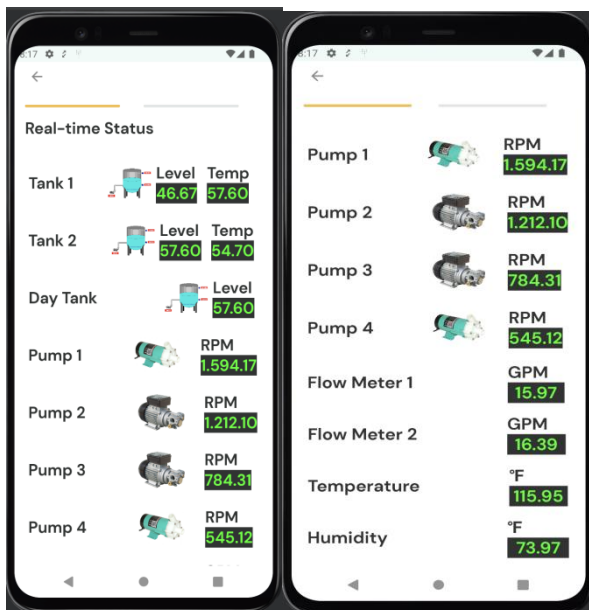 8:17
Real-time Status
Tank 1 Level Temp
46.67 57.60
Tank 2 Level Temp
57.60 54.70
Day Tank Level
57.60
Pump 1 RPM
1.594.17
Pump 2 RPM
1.212.10
Pump 3 RPM
784.31
Pump 4 RPM
545.12
8:17
Pump 1 RPM
1.594.17
Pump 2 RPM
1.212.10
Pump 3 RPM
784.31
Pump 4 RPM
545.12
Flow Meter 1 GPM
15.97
Flow Meter 2 GPM
16.39
Temperature °F
115.95
Humidity °F
73.97